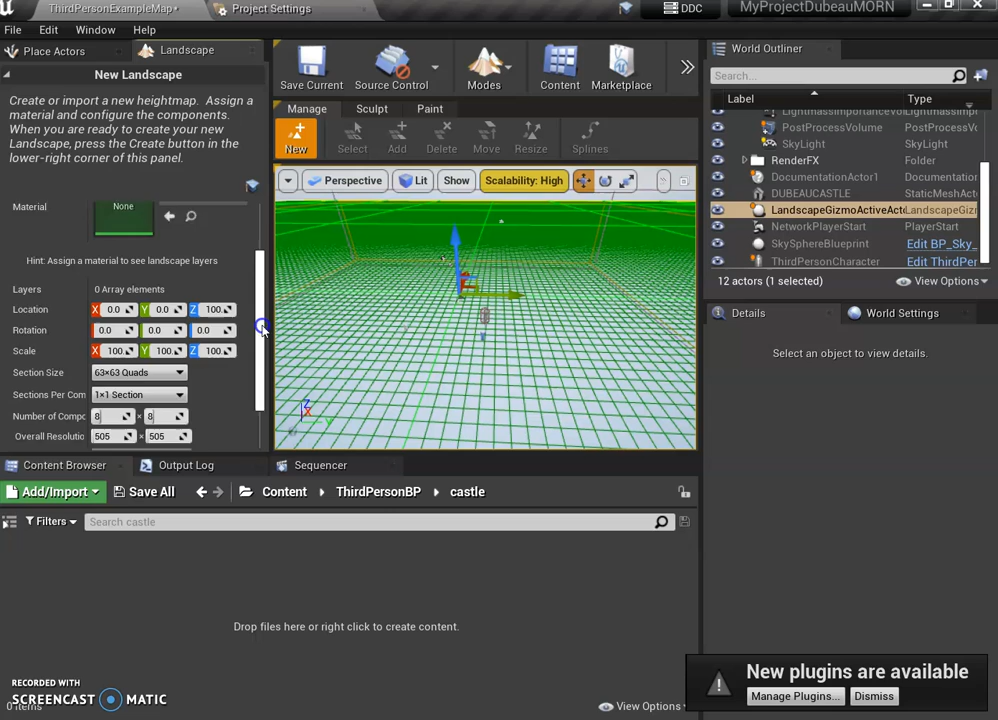 ThirdPersonExampleMap*
Project Settings
DDC
MyProjectDubeauMORN
File Edit Window Help
Place Actors
Landscape
New Landscape
Create or import a new heightmap. Assign a
material and configure the components.
When you are ready to create your new
Landscape, press the Create button in the
lower-right corner of this panel.
Material
None
Hint: Assign a material to see landscape layers
Layers 0 Array elements
Location X 0.0 Y 0.0 Z 100.
Rotation 0.0 0.0 0.0
Scale X 100. Y 100. Z 100.
Section Size 63×63 Quads
Sections Per Com 1×1 Section
Number of Compo 8 × 8
Overall Resolutic 505 × 505
Save Current
Source Control
Modes
Content
Marketplace
Manage Sculpt Paint
New Select Add Delete Move Resize Splines
Perspective Lit Show Scalability: High
Z X Y
World Outliner
Search...
Label Type
LightmassImportanceVol LightmassIm
PostProcessVolume PostProcessVo
SkyLight SkyLight
RenderFX Folder
DocumentationActor1 DocumentationA
DUBEAUCASTLE StaticMeshActo
LandscapeGizmoActiveActo LandscapeGizm
NetworkPlayerStart PlayerStart
SkySphereBlueprint Edit BP_Sky_
ThirdPersonCharacter Edit ThirdPer
12 actors (1 selected)
View Options
Details
World Settings
Select an object to view details.
Content Browser
Output Log
Sequencer
Add/Import
Save All
Content ThirdPersonBP castle
Filters
Search castle
Drop files here or right click to create content.
RECORDED WITH
SCREENCAST MATIC
0 items
View Options
New plugins are available
Manage Plugins...
Dismiss